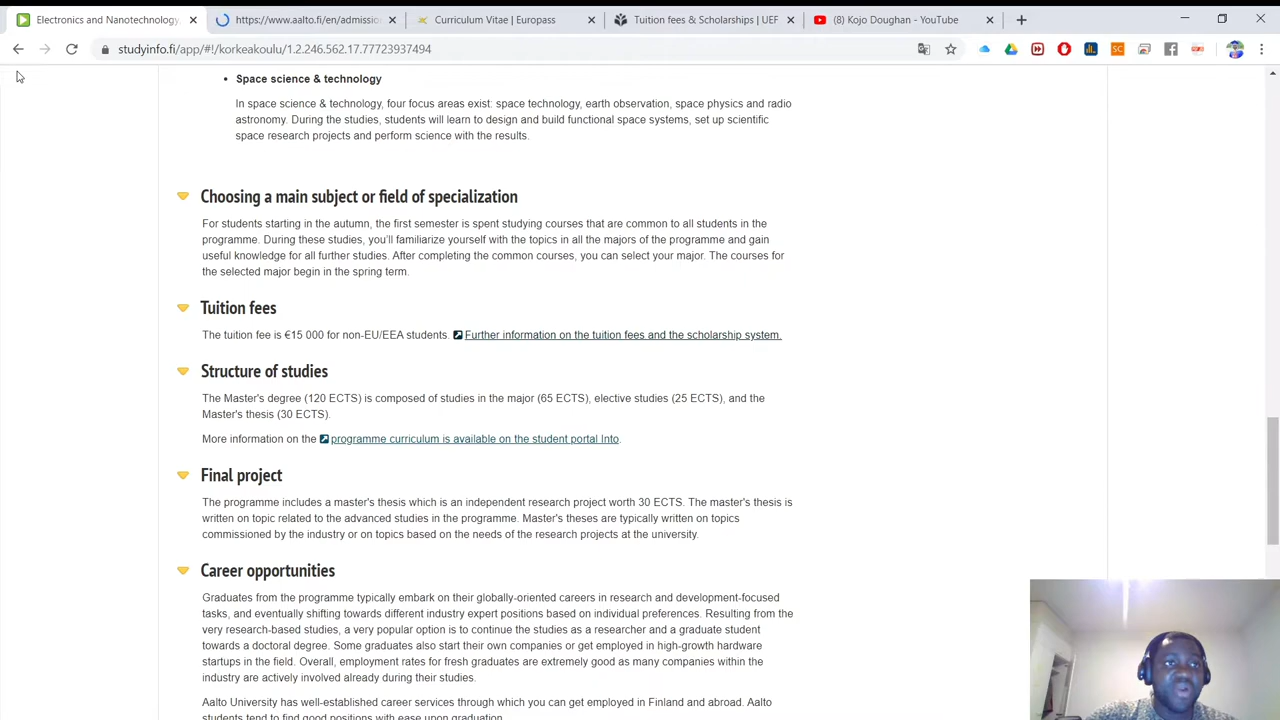 Electronics and Nanotechnology,
https://www.aalto.fi/en/admissio
Curriculum Vitae | Europass
Tuition fees & Scholarships | UEF
(8) Kojo Doughan - YouTube
studyinfo.fi/app/#!/korkeakoulu/1.2.246.562.17.77723937494
Space science & technology
In space science & technology, four focus areas exist: space technology, earth observation, space physics and radio
astronomy. During the studies, students will learn to design and build functional space systems, set up scientific
space research projects and perform science with the results.
Choosing a main subject or field of specialization
For students starting in the autumn, the first semester is spent studying courses that are common to all students in the
programme. During these studies, you'll familiarize yourself with the topics in all the majors of the programme and gain
useful knowledge for all further studies. After completing the common courses, you can select your major. The courses for
the selected major begin in the spring term.
Tuition fees
The tuition fee is €15 000 for non-EU/EEA students. Further information on the tuition fees and the scholarship system.
Structure of studies
The Master's degree (120 ECTS) is composed of studies in the major (65 ECTS), elective studies (25 ECTS), and the
Master's thesis (30 ECTS).
More information on the programme curriculum is available on the student portal Into.
Final project
The programme includes a master's thesis which is an independent research project worth 30 ECTS. The master's thesis is
written on topic related to the advanced studies in the programme. Master's theses are typically written on topics
commissioned by the industry or on topics based on the needs of the research projects at the university.
Career opportunities
Graduates from the programme typically embark on their globally-oriented careers in research and development-focused
tasks, and eventually shifting towards different industry expert positions based on individual preferences. Resulting from the
very research-based studies, a very popular option is to continue the studies as a researcher and a graduate student
towards a doctoral degree. Some graduates also start their own companies or get employed in high-growth hardware
startups in the field. Overall, employment rates for fresh graduates are extremely good as many companies within the
industry are actively involved already during their studies.
Aalto University has well-established career services through which you can get employed in Finland and abroad. Aalto
students tend to find good positions with ease upon graduation.